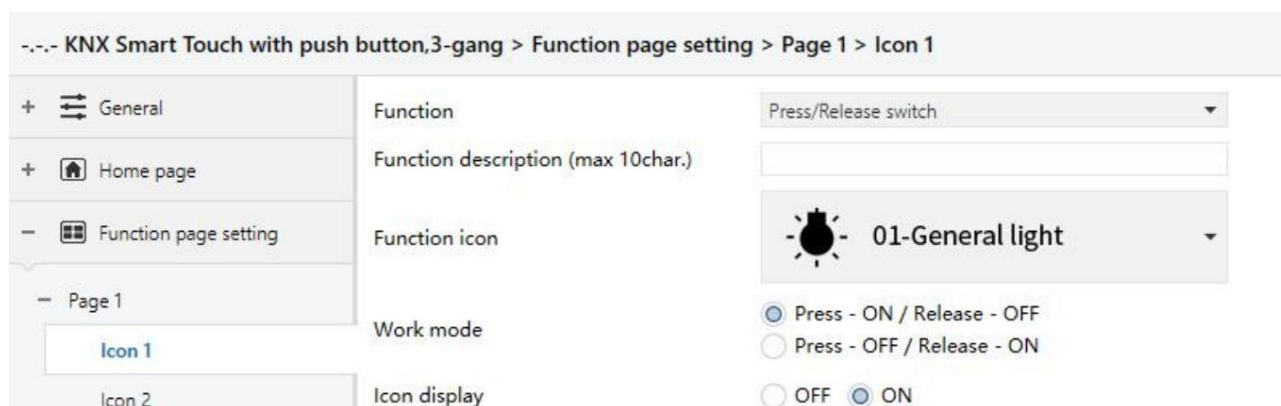 -.-.- KNX Smart Touch with push button,3-gang > Function page setting > Page 1 > Icon 1
+ General
+ Home page
– Function page setting
– Page 1
Icon 1
Icon 2
Function
Press/Release switch
Function description (max 10char.)
Function icon
01-General light
Work mode
Press - ON / Release - OFF
Press - OFF / Release - ON
Icon display
OFF ON